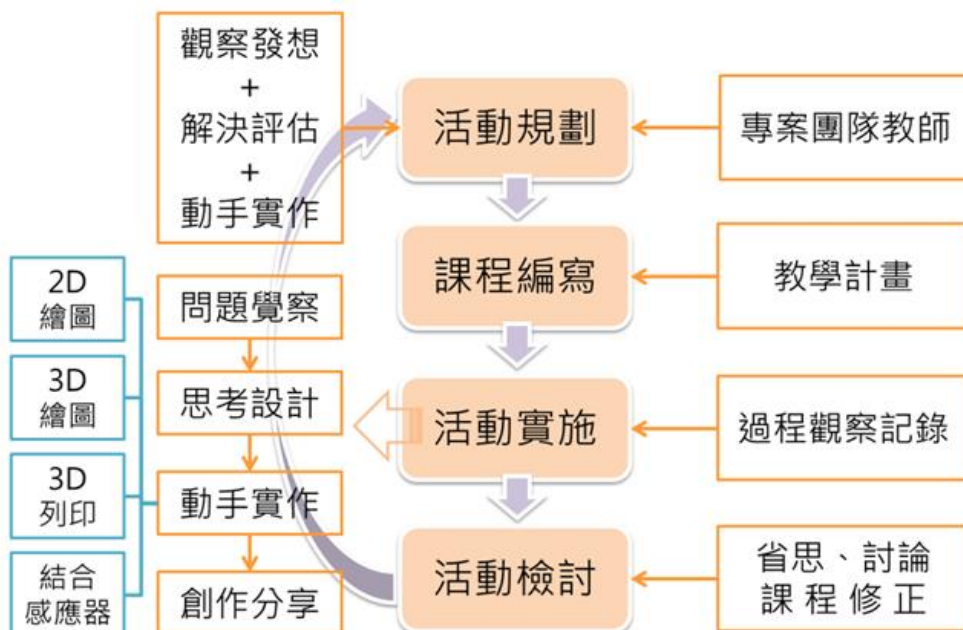 觀察發想
+
解決評估
+
動手實作
活動規劃
專案團隊教師
課程編寫
教學計畫
2D
繪圖
問題覺察
3D
繪圖
思考設計
活動實施
過程觀察記錄
3D
列印
動手實作
結合
感應器
創作分享
活動檢討
省思、討論
課程修正